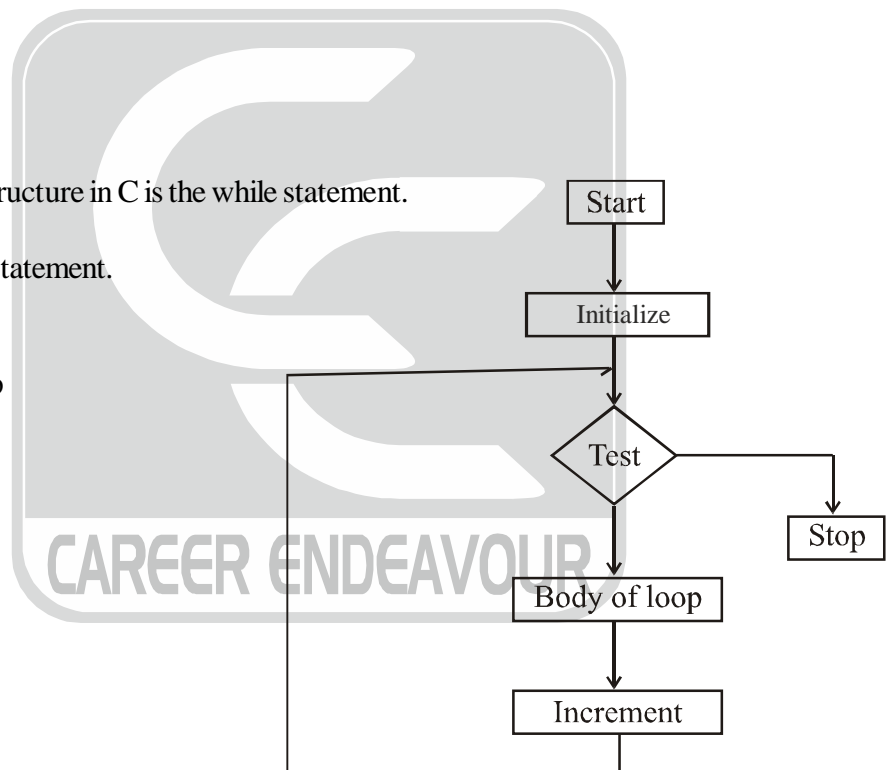 ructure in C is the while statement.
Start
tatement.
Initialize
Test
Stop
CAREER ENDEAVOUR
Body of loop
Increment